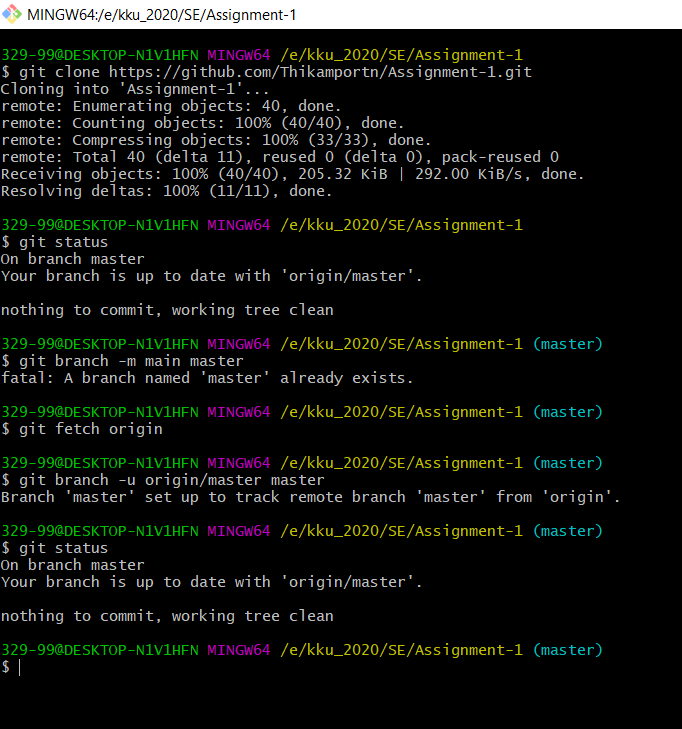 MINGW64:/e/kku_2020/SE/Assignment-1
329-99@DESKTOP-N1V1HFN MINGW64 /e/kku_2020/SE/Assignment-1
$ git clone https://github.com/Thikamportn/Assignment-1.git
Cloning into 'Assignment-1'...
remote: Enumerating objects: 40, done.
remote: Counting objects: 100% (40/40), done.
remote: Compressing objects: 100% (33/33), done.
remote: Total 40 (delta 11), reused 0 (delta 0), pack-reused 0
Receiving objects: 100% (40/40), 205.32 KiB | 292.00 KiB/s, done.
Resolving deltas: 100% (11/11), done.
329-99@DESKTOP-N1V1HFN MINGW64 /e/kku_2020/SE/Assignment-1
$ git status
On branch master
Your branch is up to date with 'origin/master'.
nothing to commit, working tree clean
329-99@DESKTOP-N1V1HFN MINGW64 /e/kku_2020/SE/Assignment-1 (master)
$ git branch -m main master
fatal: A branch named 'master' already exists.
329-99@DESKTOP-N1V1HFN MINGW64 /e/kku_2020/SE/Assignment-1 (master)
$ git fetch origin
329-99@DESKTOP-N1V1HFN MINGW64 /e/kku_2020/SE/Assignment-1 (master)
$ git branch -u origin/master master
Branch 'master' set up to track remote branch 'master' from 'origin'.
329-99@DESKTOP-N1V1HFN MINGW64 /e/kku_2020/SE/Assignment-1 (master)
$ git status
On branch master
Your branch is up to date with 'origin/master'.
nothing to commit, working tree clean
329-99@DESKTOP-N1V1HFN MINGW64 /e/kku_2020/SE/Assignment-1 (master)
$